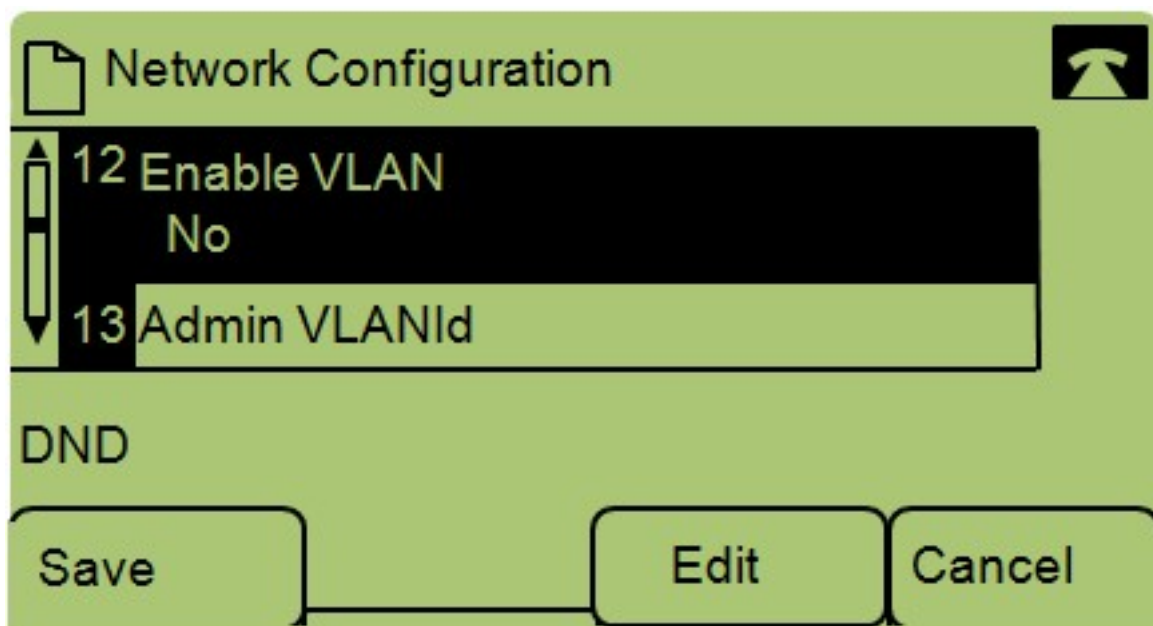 Network Configuration
12 Enable VLAN
No
13 Admin VLANId
DND
Save Edit Cancel